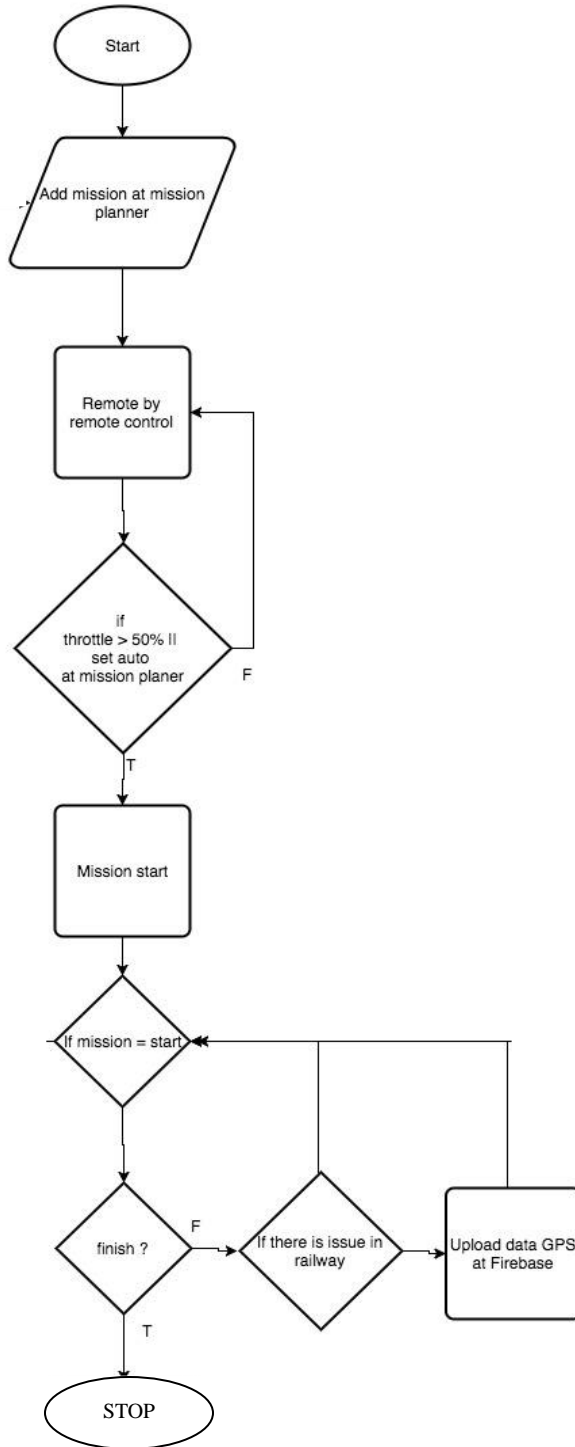 Start
Add mission at mission
planner
Remote by
remote control
if
throttle > 50% ||
set auto
at mission planer
F
T
Mission start
If mission = start
finish ?
F
If there is issue in
railway
Upload data GPS
at Firebase
T
STOP